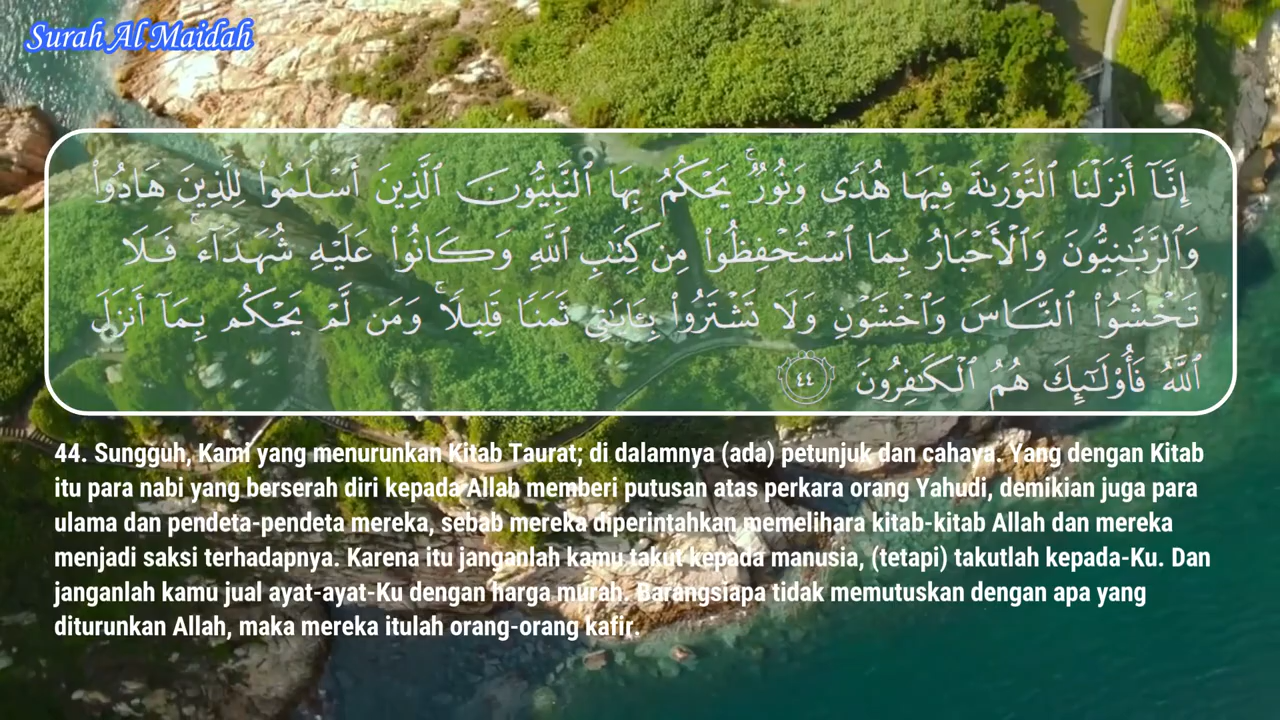 Surah Al Maidah
إِنَّآ أَنزَلْنَا ٱلتَّوْرَىٰةَ فِيهَا هُدًى وَنُورٌ ۚ يَحْكُمُ بِهَا ٱلنَّبِيُّونَ ٱلَّذِينَ أَسْلَمُوا۟ لِلَّذِينَ هَادُوا۟
وَٱلرَّبَّٰنِيُّونَ وَٱلْأَحْبَارُ بِمَا ٱسْتُحْفِظُوا۟ مِن كِتَٰبِ ٱللَّهِ وَكَانُوا۟ عَلَيْهِ شُهَدَآءَ ۚ فَلَا
تَخْشَوُا۟ ٱلنَّاسَ وَٱخْشَوْنِ وَلَا تَشْتَرُوا۟ بِـَٔايَٰتِى ثَمَنًا قَلِيلًا ۚ وَمَن لَّمْ يَحْكُم بِمَآ أَنزَلَ
ٱللَّهُ فَأُو۟لَٰٓئِكَ هُمُ ٱلْكَٰفِرُونَ ٤٤
44. Sungguh, Kami yang menurunkan Kitab Taurat; di dalamnya (ada) petunjuk dan cahaya. Yang dengan Kitab
itu para nabi yang berserah diri kepada Allah memberi putusan atas perkara orang Yahudi, demikian juga para
ulama dan pendeta-pendeta mereka, sebab mereka diperintahkan memelihara kitab-kitab Allah dan mereka
menjadi saksi terhadapnya. Karena itu janganlah kamu takut kepada manusia, (tetapi) takutlah kepada-Ku. Dan
janganlah kamu jual ayat-ayat-Ku dengan harga murah. Barangsiapa tidak memutuskan dengan apa yang
diturunkan Allah, maka mereka itulah orang-orang kafir.